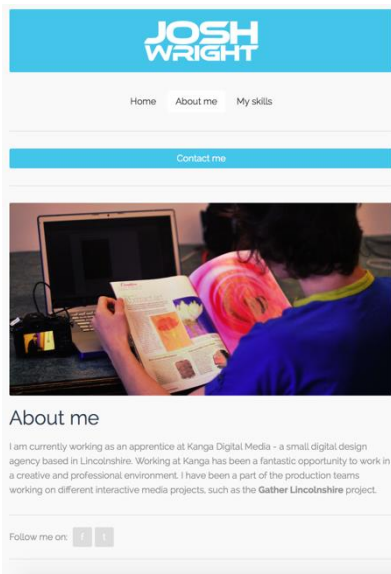 JOSH
WRIGHT
Home About me My skills
Contact me
About me
I am currently working as an apprentice at Kanga Digital Media - a small digital design
agency based in Lincolnshire. Working at Kanga has been a fantastic opportunity to work in
a creative and professional environment. I have been a part of the production teams
working on different interactive media projects, such as the Gather Lincolnshire project.
Follow me on: f t